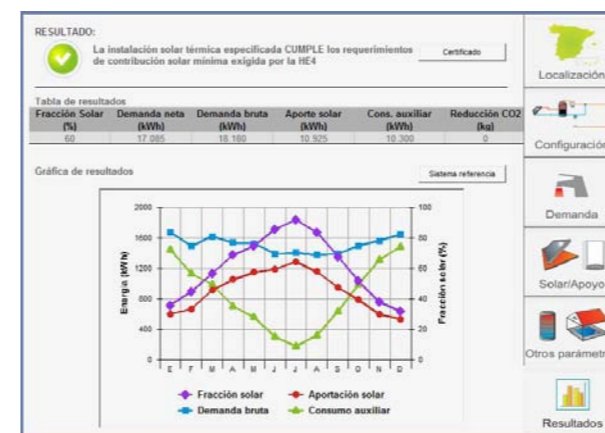 RESULTADO:
La instalación solar térmica especificada CUMPLE los requerimientos
de contribución solar mínima exigida por la HE4
Certificado
Tabla de resultados
Fracción Solar (%) Demanda neta (kWh) Demanda bruta (kWh) Aporte solar (kWh) Cons. auxiliar (kWh) Reducción CO2 (kg)
60 17.085 18.180 10.925 10.300 0
Gráfica de resultados
Sistema referencia
2000
1600
1200
800
400
0
Energía (kWh)
100
80
60
40
20
0
Fracción solar (%)
E F M A M J J A S O N D
Fracción solar Aportación solar
Demanda bruta Consumo auxiliar
Localización
Configuración
Demanda
Solar/Apoyo
Otros parámetr
Resultados